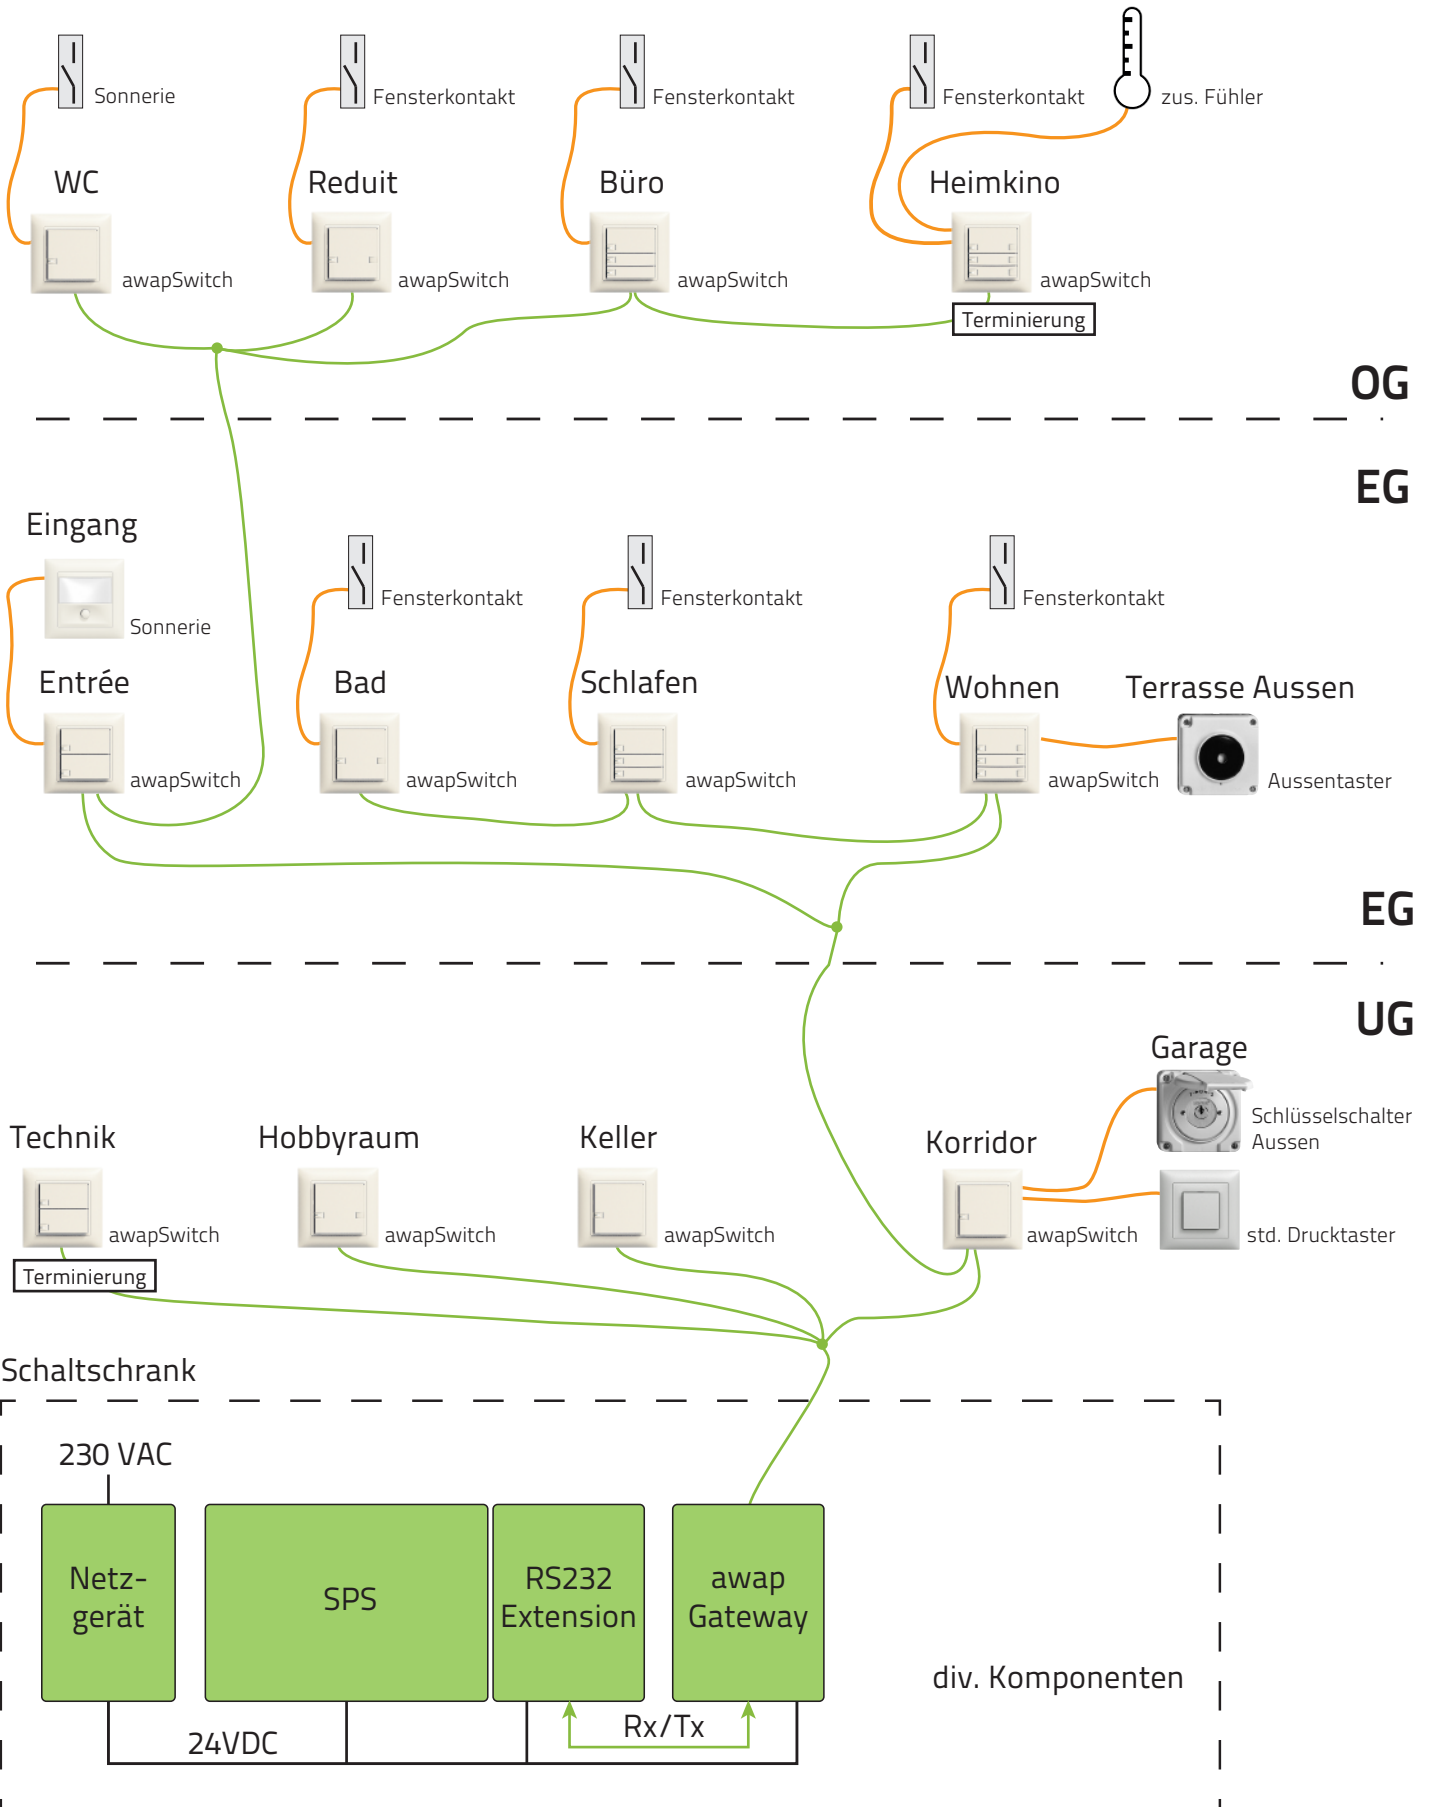 Sonnerie
Fensterkontakt
Fensterkontakt
Fensterkontakt
zus. Fühler
WC
Reduit
Büro
Heimkino
awapSwitch
awapSwitch
awapSwitch
awapSwitch
Terminierung
OG
EG
Eingang
Sonnerie
Fensterkontakt
Fensterkontakt
Fensterkontakt
Entrée
Bad
Schlafen
Wohnen
Terrasse Aussen
awapSwitch
awapSwitch
awapSwitch
awapSwitch
Aussentaster
EG
UG
Garage
Schlüsselschalter
Aussen
Technik
Hobbyraum
Keller
Korridor
awapSwitch
awapSwitch
awapSwitch
awapSwitch
std. Drucktaster
Terminierung
Schaltschrank
230 VAC
Netz-
gerät
SPS
RS232
Extension
awap
Gateway
div. Komponenten
Rx/Tx
24VDC